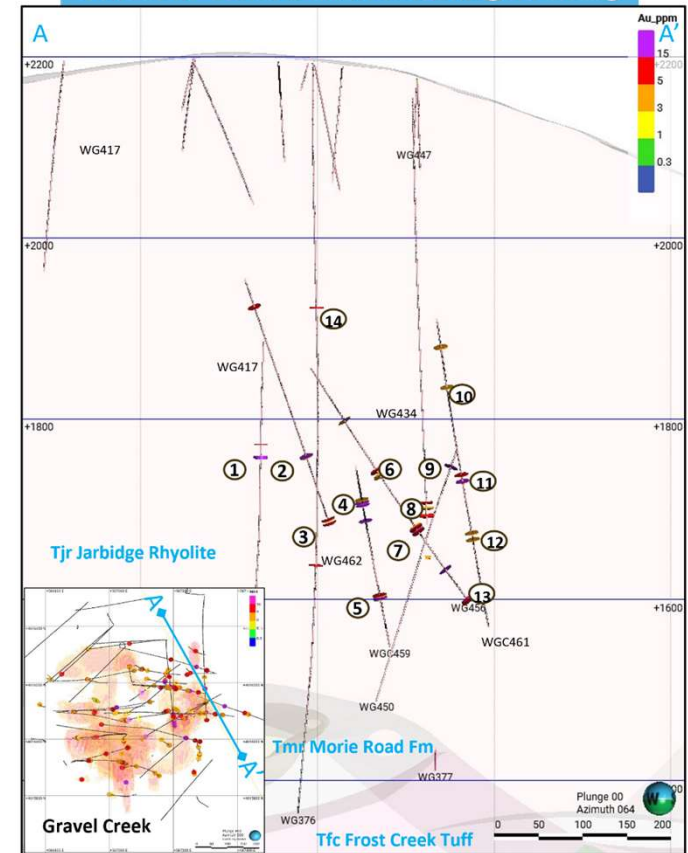 A
Au_ppm
A'
15
+2200
+2200
5
3
1
0.3
WG417
WG447
+2000
+2000
14
WG417
WG434
10
+1800
+1800
1
2
6
9
11
4
8
3
7
12
Tjr Jarbidge Rhyolite
WG462
13
5
+1600
+1600
WG456
WGC461
WGC459
A
WG450
Tmr Morie Road Fm
A'
WG377
Plunge 00
Azimuth 064
Gravel Creek
WG376
Tfc Frost Creek Tuff
0 50 100 150 200